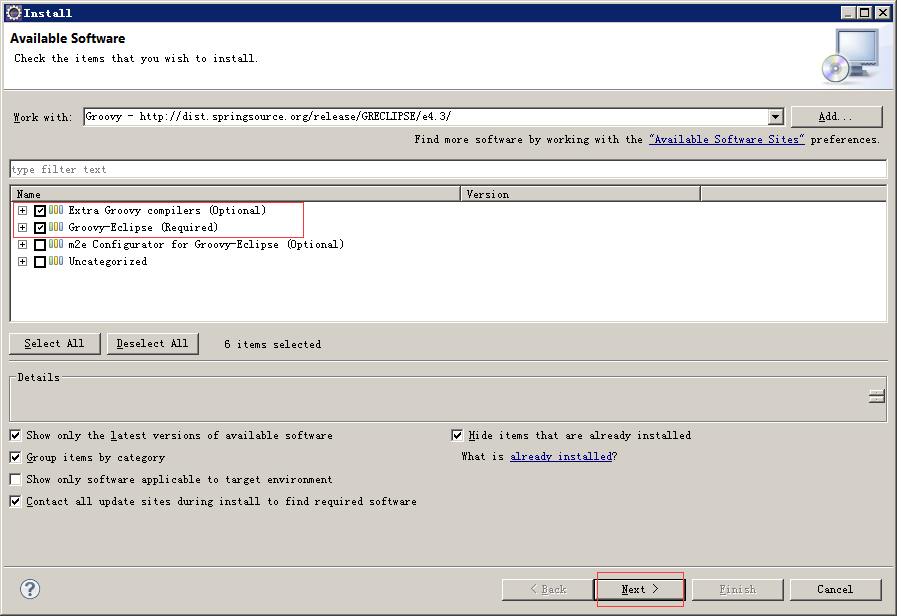 Install
Available Software
Check the items that you wish to install.
Work with: Groovy - http://dist.springsource.org/release/GRECLIPSE/e4.3/ Add...
Find more software by working with the "Available Software Sites" preferences.
type filter text
Name Version
Extra Groovy compilers (Optional)
Groovy-Eclipse (Required)
m2e Configurator for Groovy-Eclipse (Optional)
Uncategorized
Select All Deselect All 6 items selected
Details
Show only the latest versions of available software Hide items that are already installed
Group items by category What is already installed?
Show only software applicable to target environment
Contact all update sites during install to find required software
? < Back Next > Finish Cancel